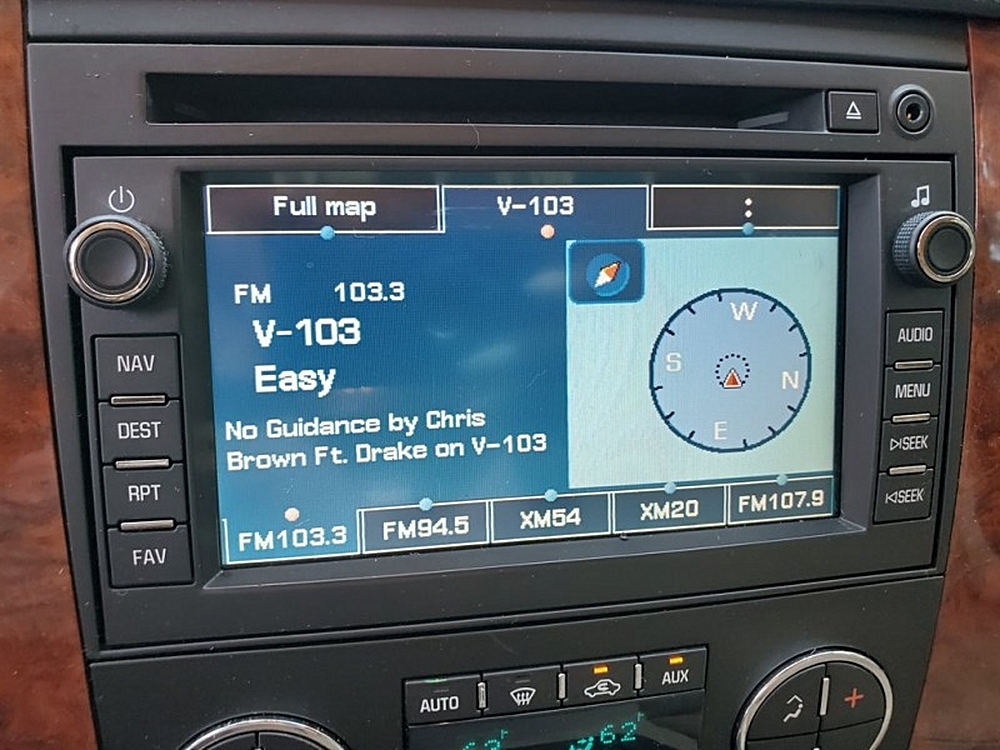 Full map
V-103
FM 103.3
V-103
Easy
No Guidance by Chris
Brown Ft. Drake on V-103
W
S
N
E
FM103.3
FM94.5
XM54
XM20
FM107.9
NAV
DEST
RPT
FAV
AUDIO
MENU
SEEK
SEEK
AUTO
AUX
62°F